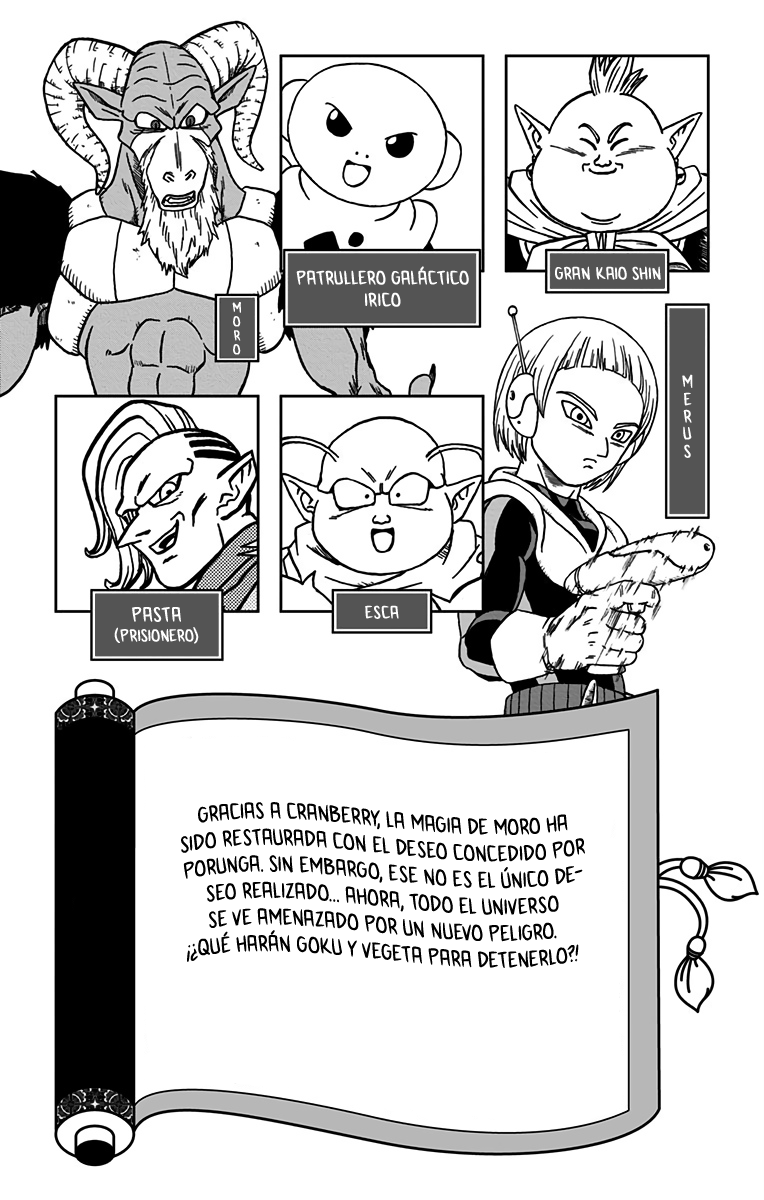 MORO
PATRULLERO GALÁCTICO
IRICO
GRAN KAIO SHIN
MERUS
PASTA
(PRISIONERO)
ESCA
GRACIAS A CRANBERRY, LA MAGIA DE MORO HA
SIDO RESTAURADA CON EL DESEO CONCEDIDO POR
PORUNGA. SIN EMBARGO, ESE NO ES EL ÚNICO DE-
SEO REALIZADO... AHORA, TODO EL UNIVERSO
SE VE AMENAZADO POR UN NUEVO PELIGRO.
¡¿QUÉ HARÁN GOKU Y VEGETA PARA DETENERLO?!